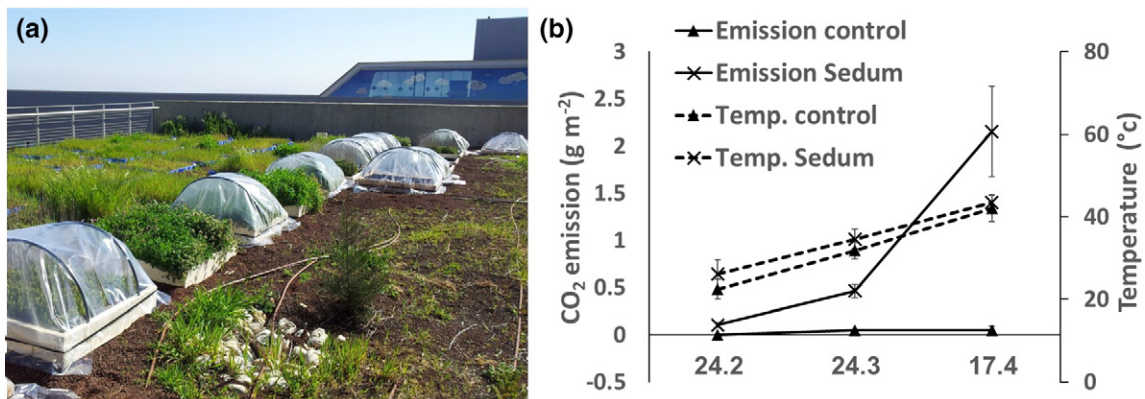 (a)
(b)
Emission control
Emission Sedum
Temp. control
Temp. Sedum
CO₂ emission (g m⁻²)
3
2.5
2
1.5
1
0.5
0
-0.5
24.2
24.3
17.4
80
60
40
20
0
Temperature (°c)